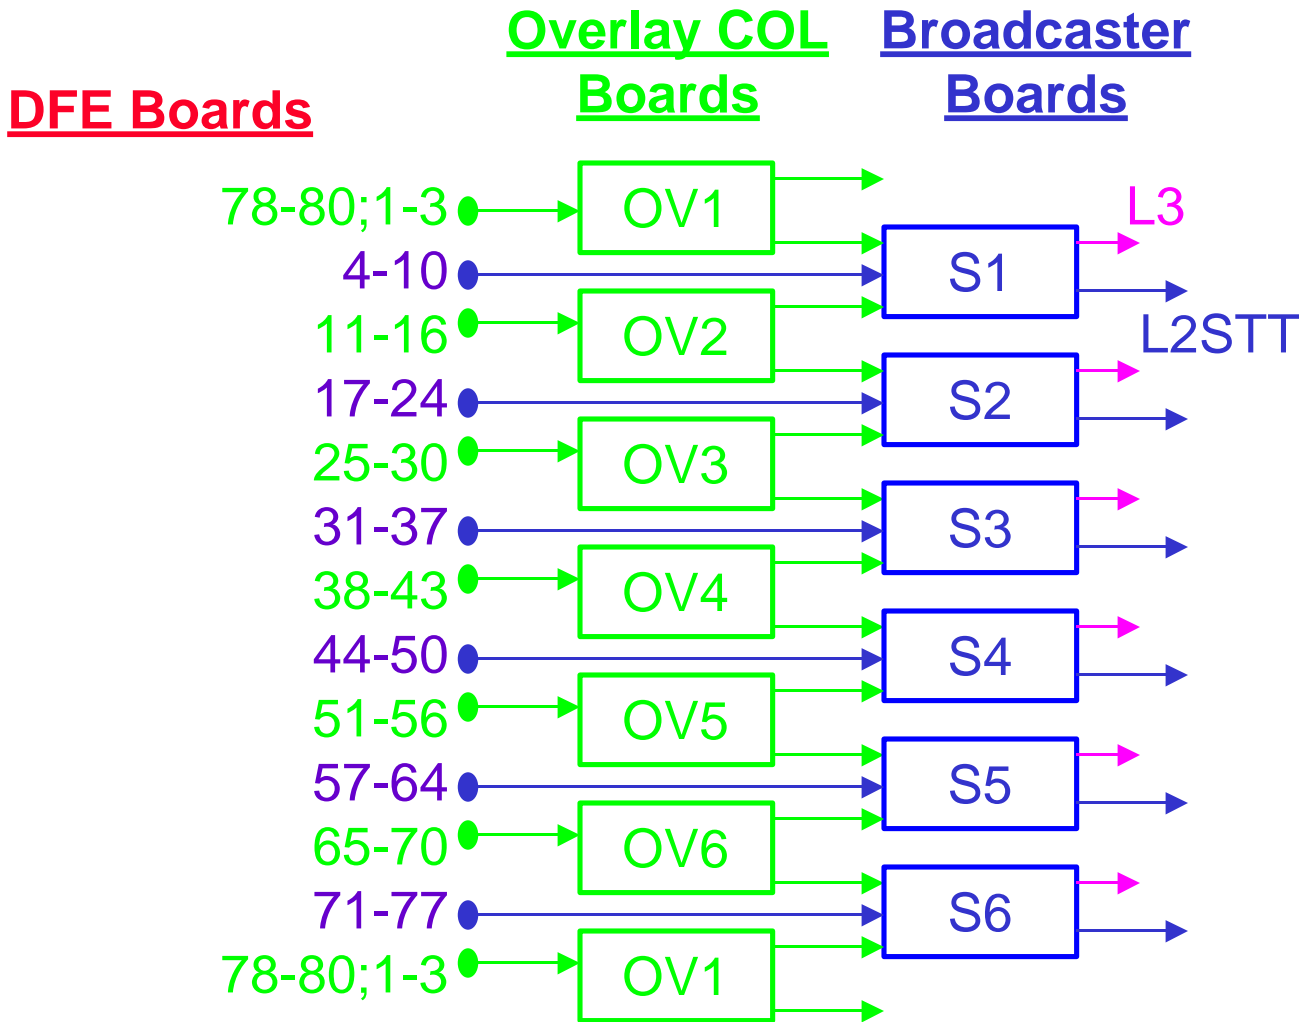 Overlay COL Boards
Broadcaster Boards
DFE Boards
78-80;1-3
OV1
L3
4-10
S1
11-16
OV2
L2STT
17-24
S2
25-30
OV3
31-37
S3
38-43
OV4
44-50
S4
51-56
OV5
57-64
S5
65-70
OV6
71-77
S6
78-80;1-3
OV1